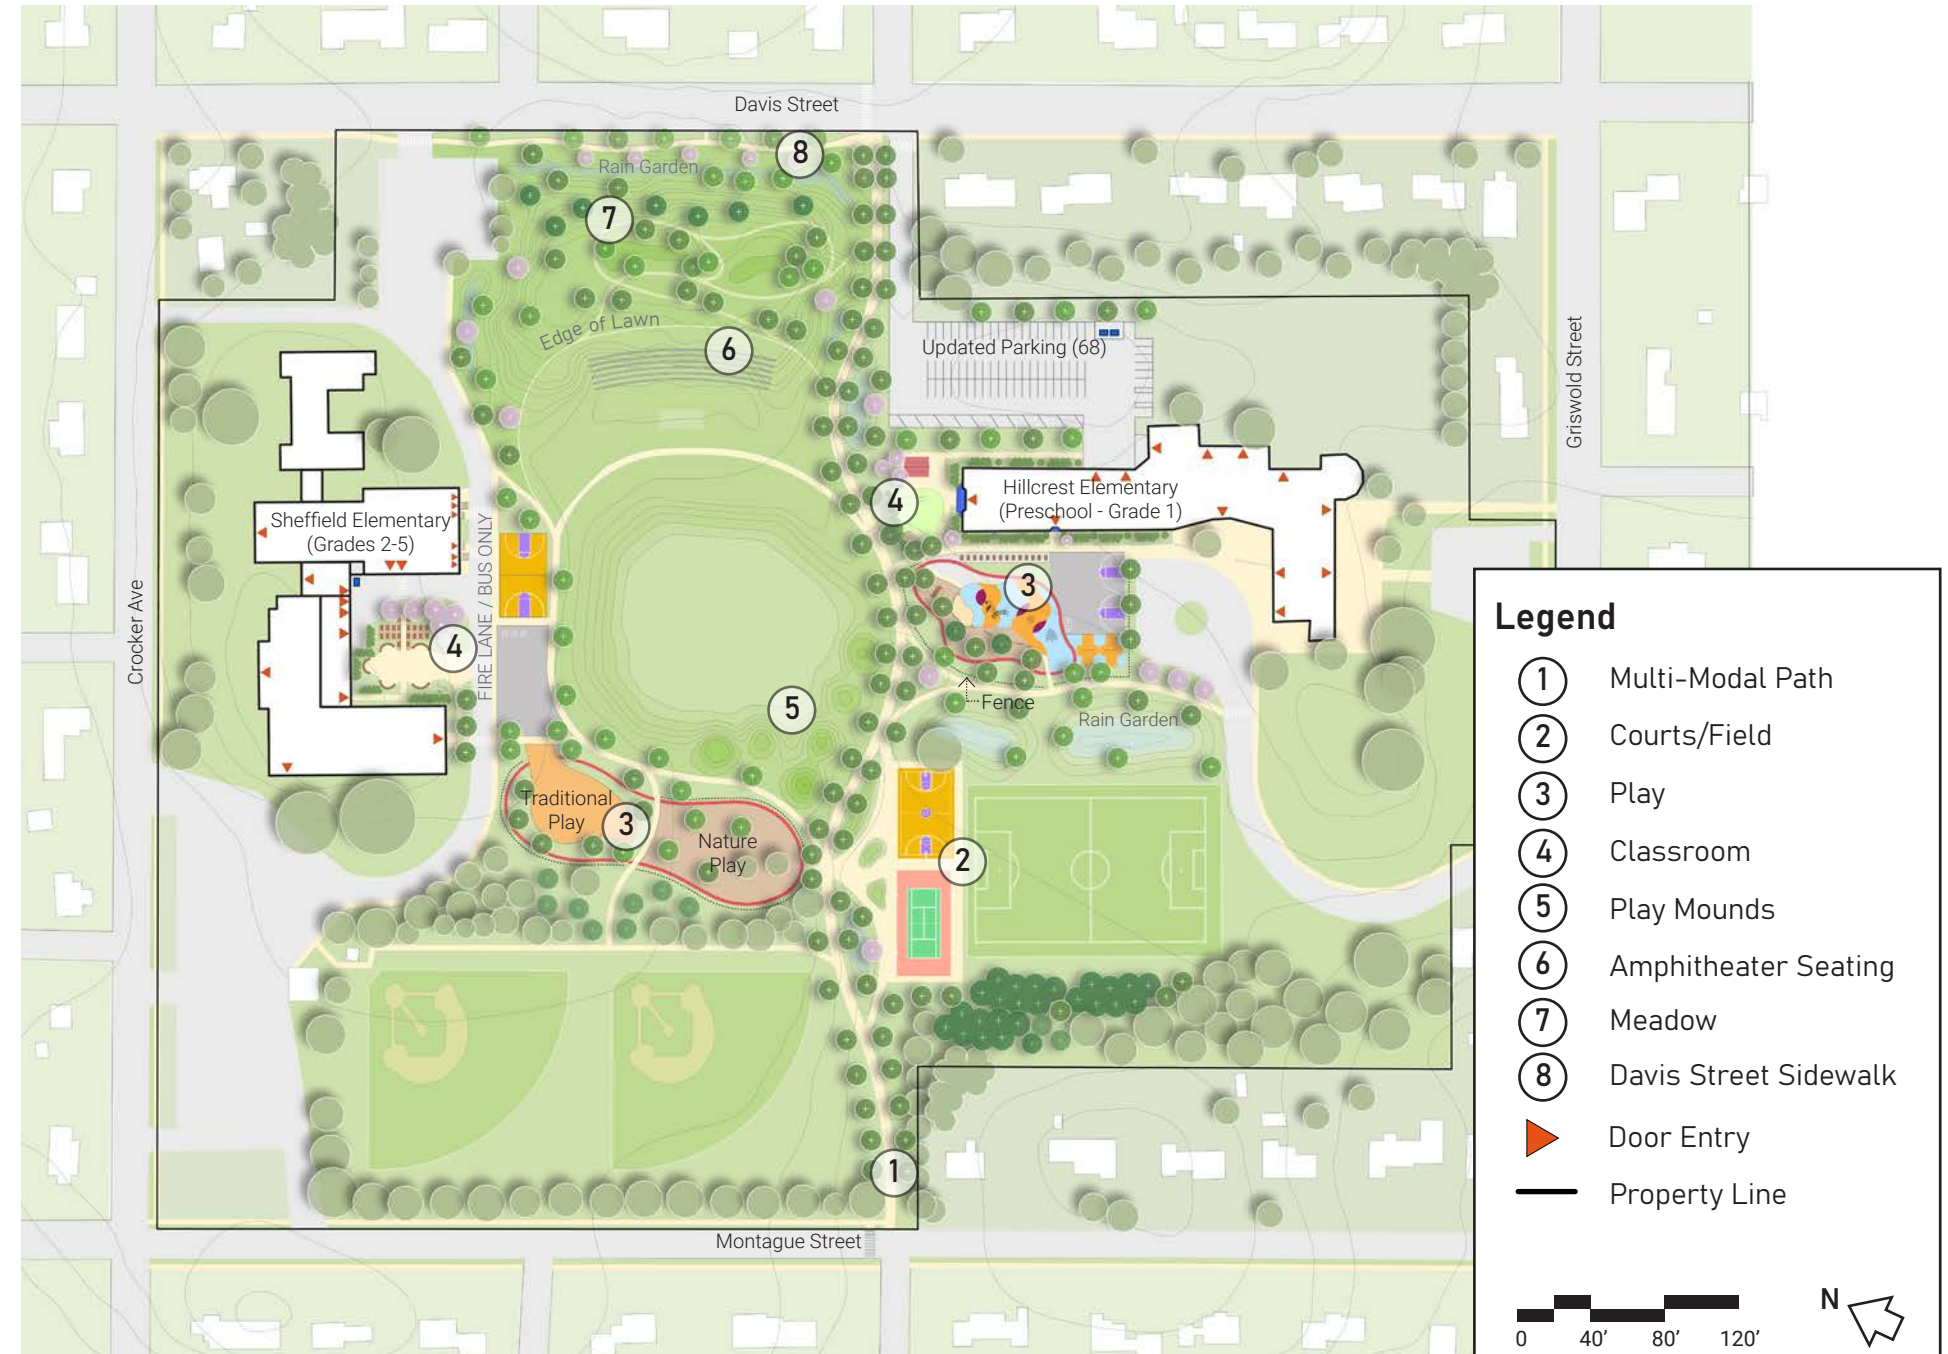 Davis Street
8
Rain Garden
7
Edge of Lawn
6
Updated Parking (68)
Griswold Street
4
Hillcrest Elementary
(Preschool - Grade 1)
Sheffield Elementary
(Grades 2-5)
FIRE LANE / BUS ONLY
Crocker Ave
3
4
5
Fence
Rain Garden
Traditional
Play
3
Nature
Play
2
1
Montague Street
Legend
1 Multi-Modal Path
2 Courts/Field
3 Play
4 Classroom
5 Play Mounds
6 Amphitheater Seating
7 Meadow
8 Davis Street Sidewalk
Door Entry
Property Line
N
0 40' 80' 120'